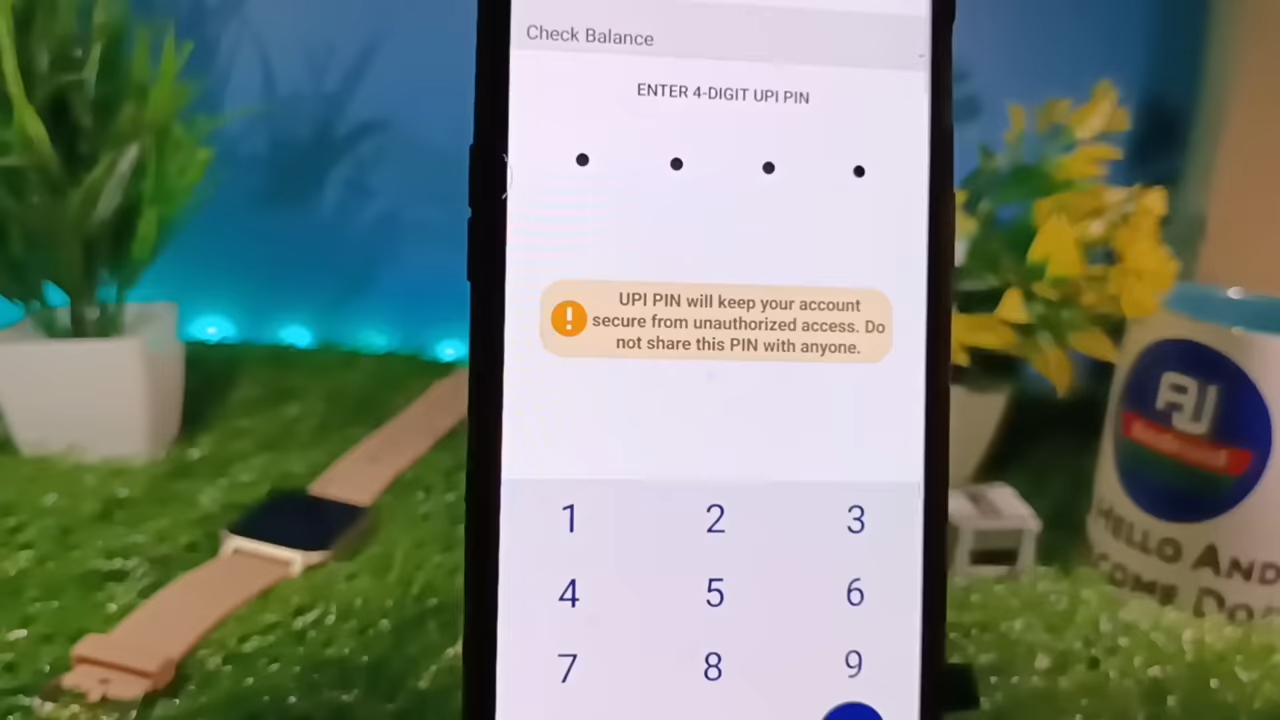 Check Balance
ENTER 4-DIGIT UPI PIN
UPI PIN will keep your account
secure from unauthorized access. Do
not share this PIN with anyone.
1 2 3
4 5 6
7 8 9
AJ
HELLO AND
COME DO